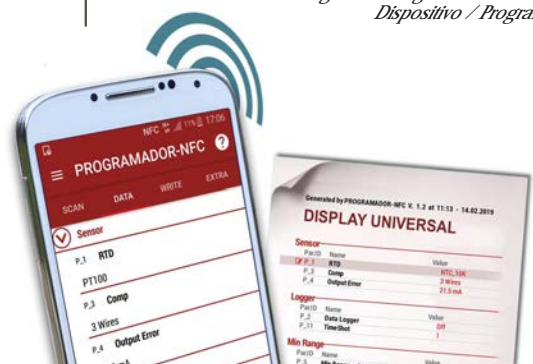 Dispositivo /
NFC 11% 17:06
PROGRAMADOR-NFC ?
SCAN DATA WRITE EXTRA
Sensor
P_1 RTD
PT100
P_3 Comp
3 Wires
P_4 Output Error
Generated by PROGRAMADOR-NFC V. 1.2 at 11:13 - 14.02.2019
DISPLAY UNIVERSAL
Sensor
ParID Name Value
P_1 RTD NTC_10K
P_3 Comp 3 Wires
P_4 Output Error 21.5 mA
Logger
ParID Name Value
P_2 Data Logger Off
P_11 TimeShot 1
Min Range
ParID Name Value